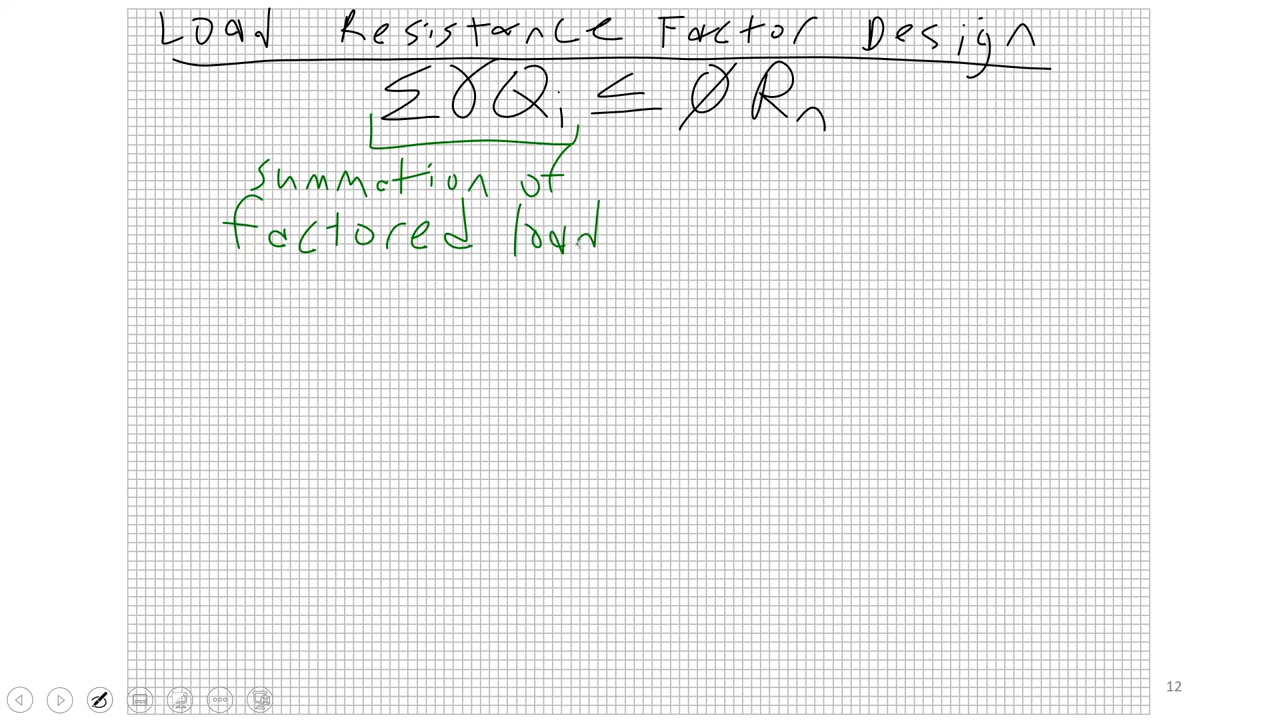 Load Resistance Factor Design
ΣγQi ≤ ØRn
summation of
factored load
12